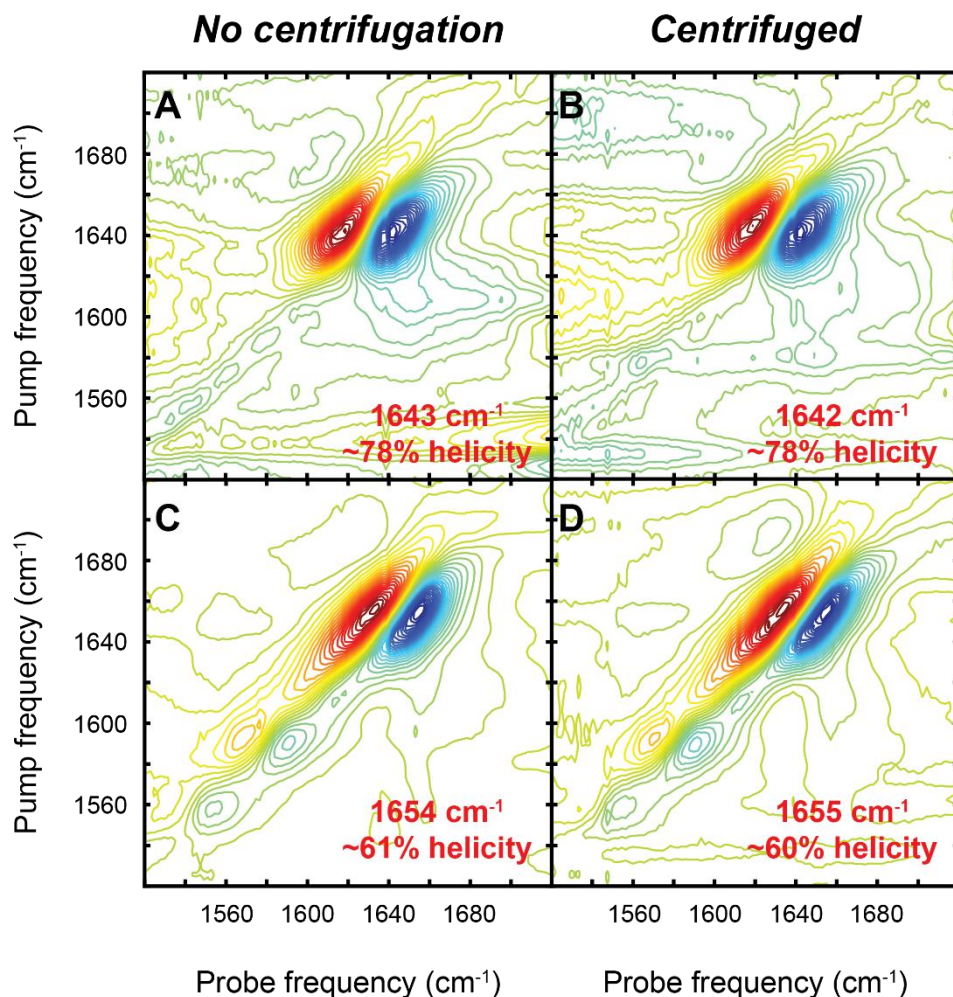 No centrifugation Centrifuged
A B
Pump frequency (cm⁻¹)
1680
1640
1600
1560
1643 cm⁻¹
~78% helicity
1642 cm⁻¹
~78% helicity
C D
Pump frequency (cm⁻¹)
1680
1640
1600
1560
1654 cm⁻¹
~61% helicity
1655 cm⁻¹
~60% helicity
1560 1600 1640 1680 1560 1600 1640 1680
Probe frequency (cm⁻¹) Probe frequency (cm⁻¹)